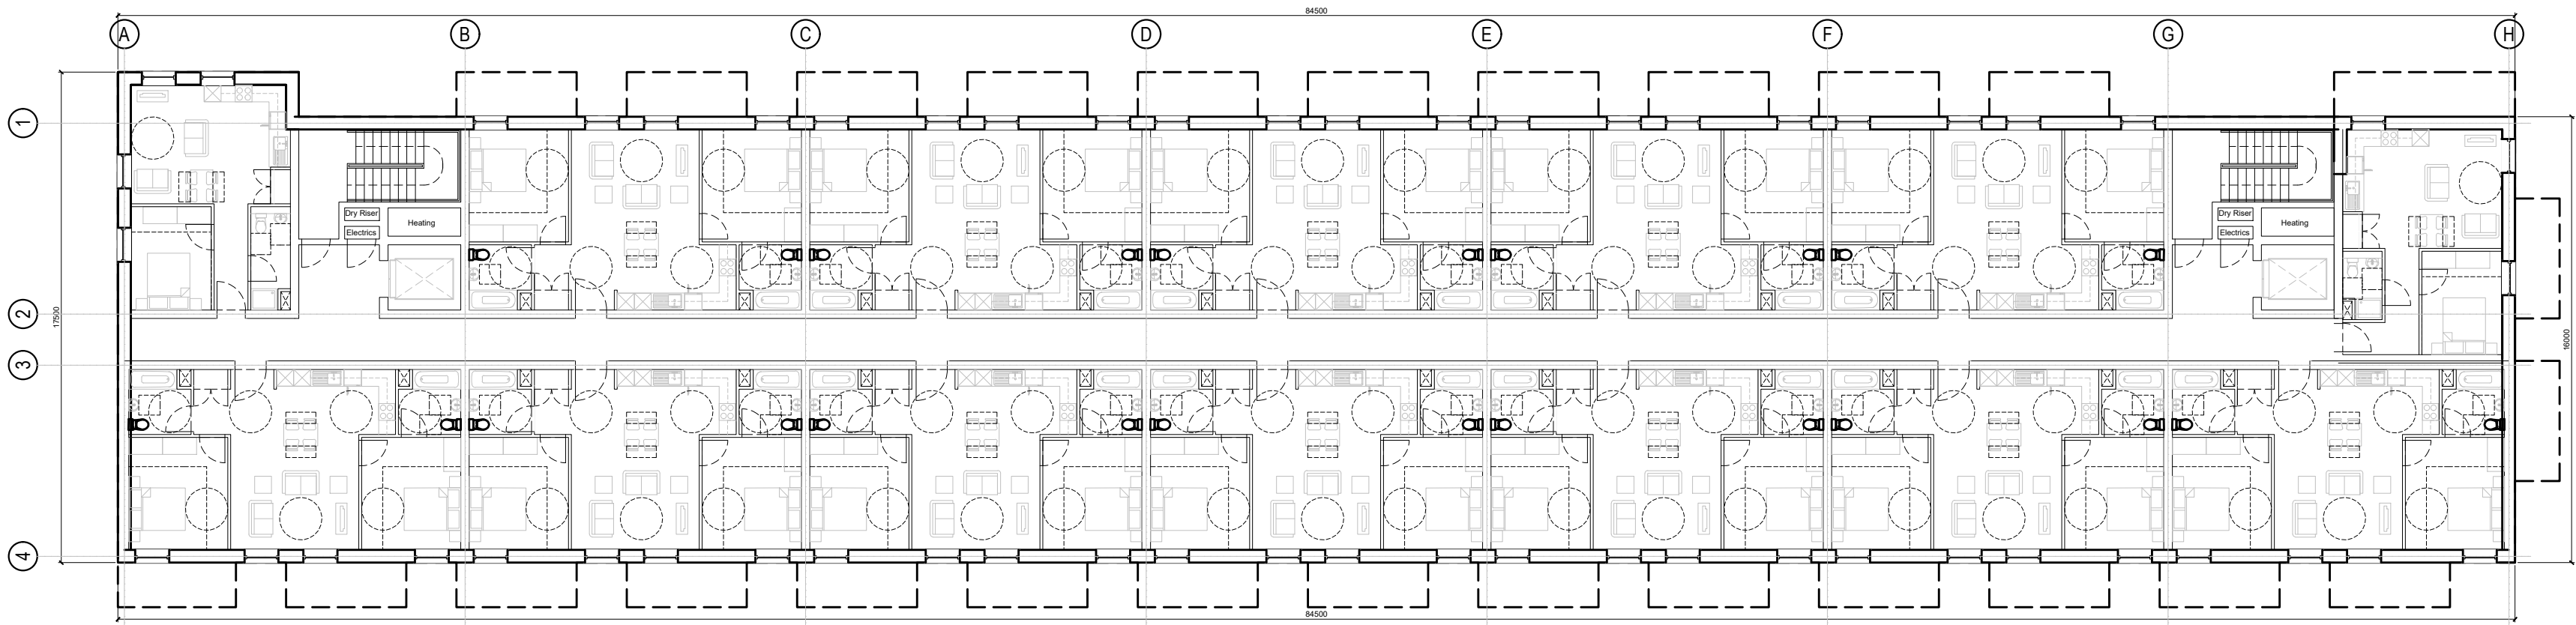 84500
A B C D E F G H
1
Dry Riser
Heating
Electrics
Dry Riser
Heating
Electrics
2
17500
16000
3
4
84500